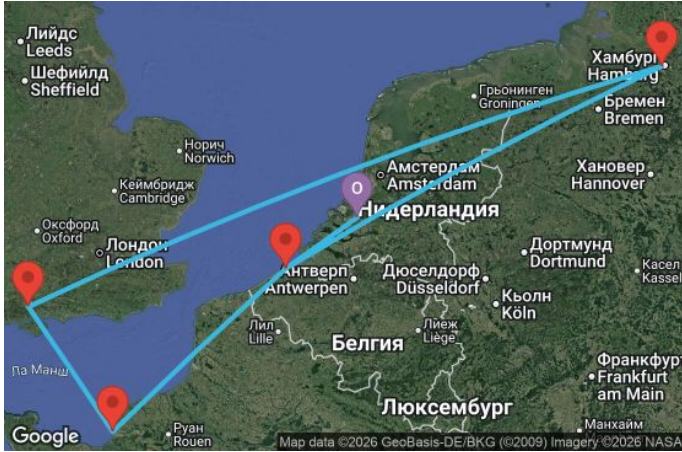 Лийдс
Leeds
Шефийлд
Sheffield
Хамбург
Hamburg
Грьонинген
Groningen
Бремен
Bremen
Норич
Norwich
Амстердам
Amsterdam
Хановер
Hannover
Кеймбридж
Cambridge
O
Нидерландия
Оксфорд
Oxford
Лондон
London
Дортмунд
Dortmund
Антверп
Antwerpen
Дюселдорф
Düsseldorf
Касел
Kassel
Кьолн
Köln
Лил
Lille
Белгия
Лиеж
Liège
Ла Манш
Франкфурт
Frankfurt
am Main
Люксембург
Руан
Rouen
Манхайм
Google
Map data ©2026 GeoBasis-DE/BKG (©2009) Imagery ©2026 NASA